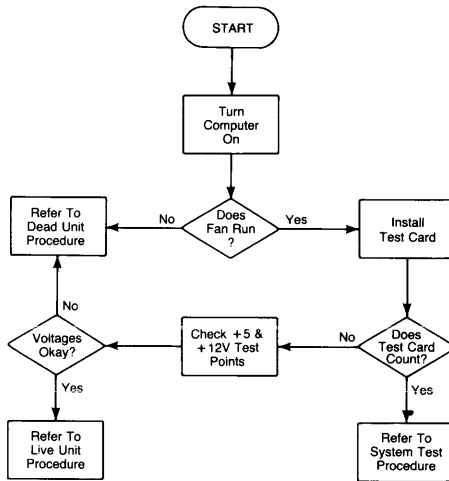 START
Turn
Computer
On
Does
Fan Run
?
No
Yes
Refer To
Dead Unit
Procedure
Install
Test Card
No
Voltages
Okay?
Yes
Check +5 &
+12V Test
Points
No
Does
Test Card
Count?
Yes
Refer To
Live Unit
Procedure
Refer To
System Test
Procedure